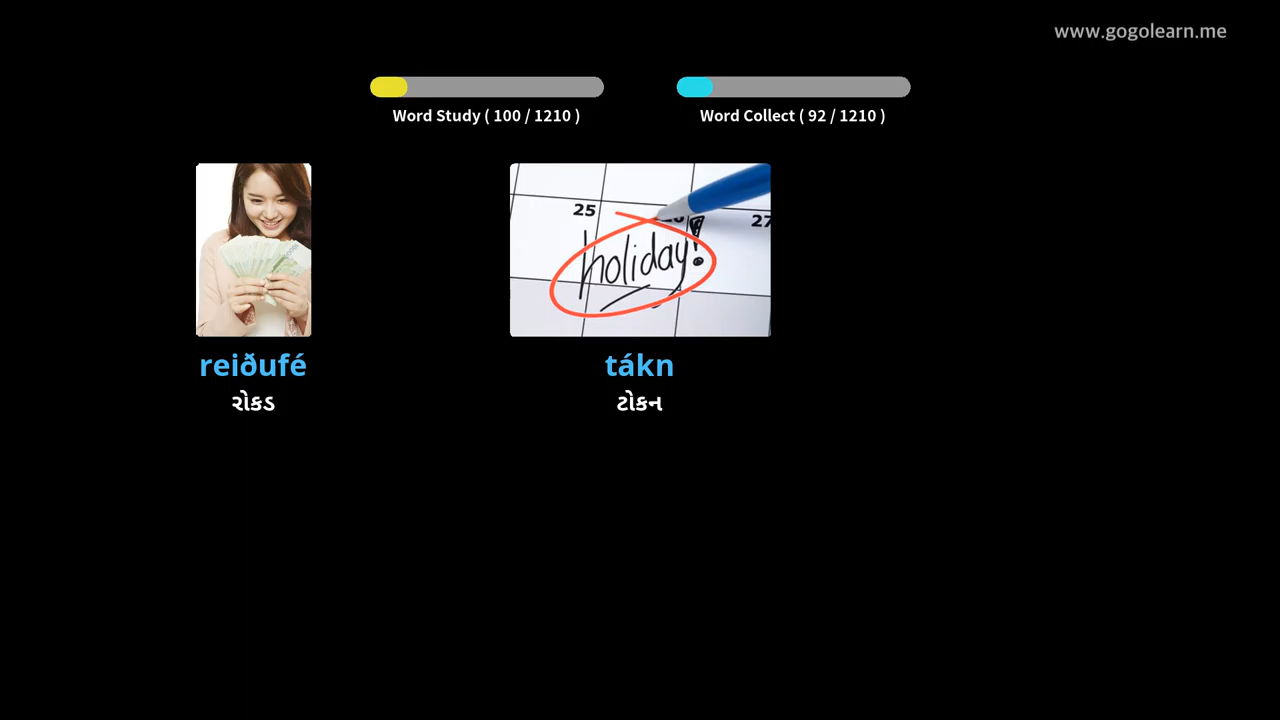 www.gogolearn.me
Word Study ( 100 / 1210 )
Word Collect ( 92 / 1210 )
25
27
holiday!
reiðufé
tákn
રોકડ
ટોકન